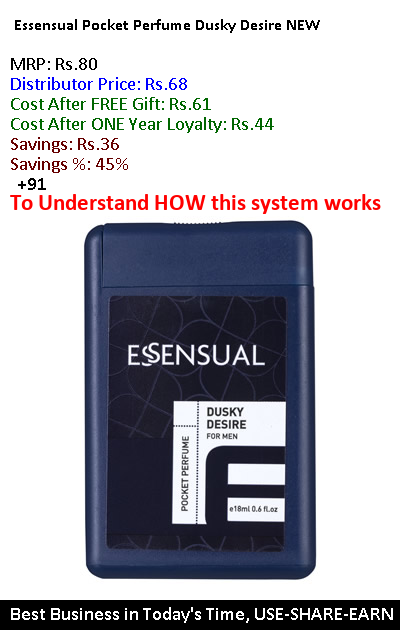 Essensual Pocket Perfume Dusky Desire NEW
MRP: Rs.80
Distributor Price: Rs.68
Cost After FREE Gift: Rs.61
Cost After ONE Year Loyalty: Rs.44
Savings: Rs.36
Savings %: 45%
+91
To Understand HOW this system works
ESSENSUAL
DUSKY
DESIRE
FOR MEN
POCKET PERFUME
e18ml 0.6 fl.oz
Best Business in Today's Time, USE-SHARE-EARN